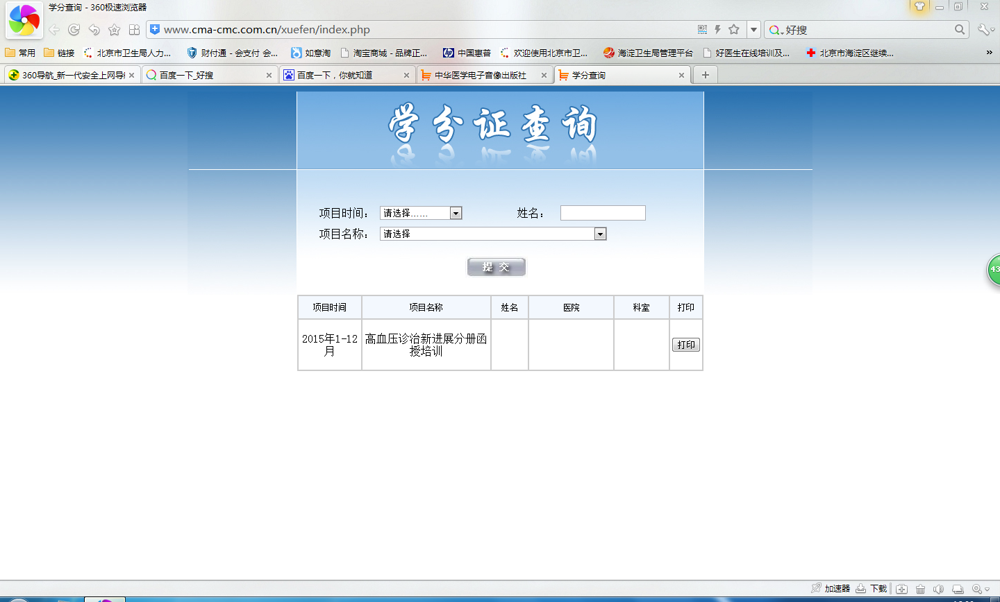 学分查询 - 360极速浏览器
www.cma-cmc.com.cn/xuefen/index.php
好搜
常用
链接
北京市卫生局人力...
财付通 - 会支付 会...
如意淘
淘宝商城 - 品牌正...
中国惠普
欢迎使用北京市卫...
海淀卫生局管理平台
好医生在线培训及...
北京市海淀区继续...
»
360导航_新一代安全上网导
百度一下_好搜
百度一下，你就知道
中华医学电子音像出版社
学分查询
学分证查询
项目时间： 请选择…… 姓名：
项目名称： 请选择
提 交
项目时间 项目名称 姓名 医院 科室 打印
2015年1-12
月
高血压诊治新进展分册函
授培训
打印
43
加速器 下载